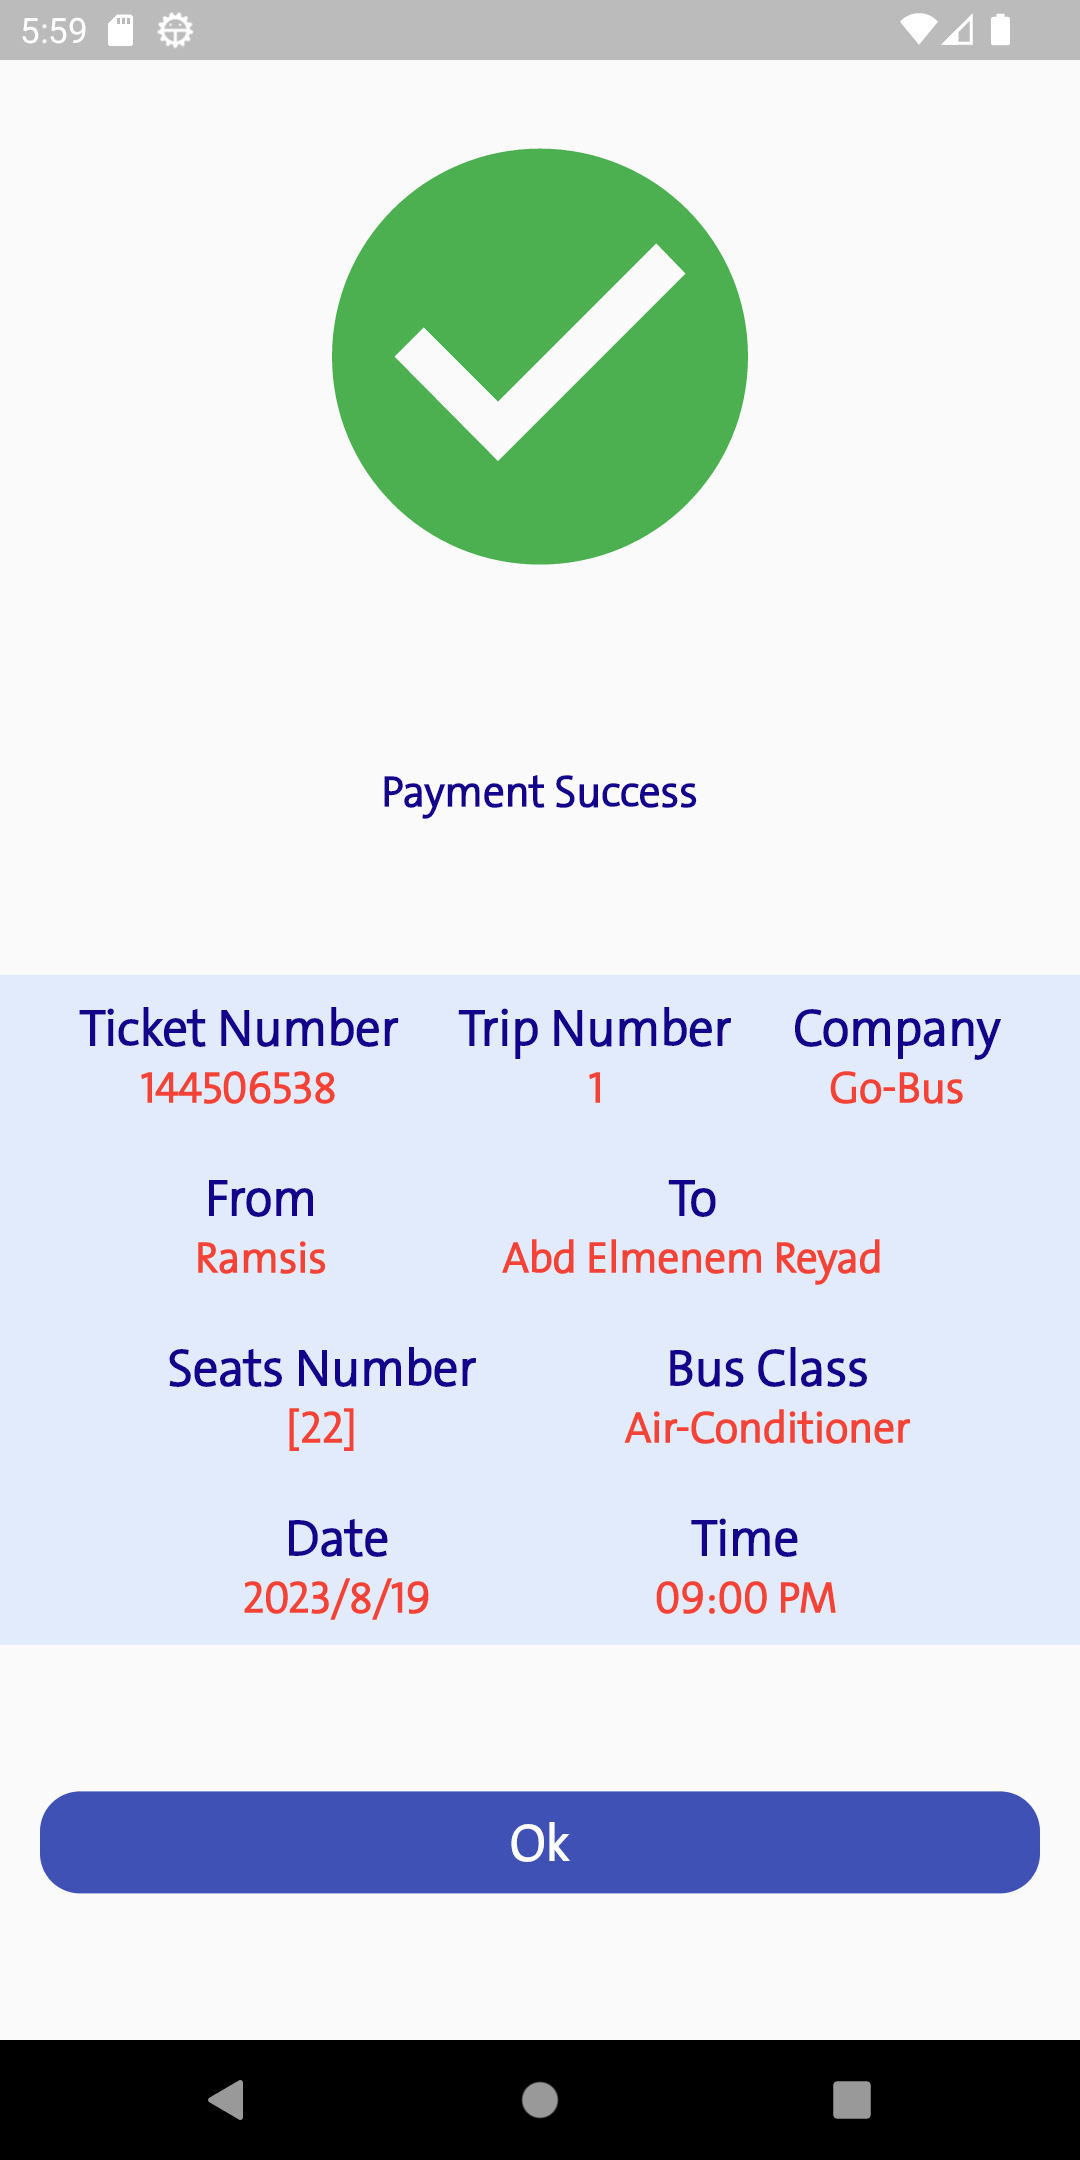 5:59
Payment Success
Ticket Number Trip Number Company
144506538 1 Go-Bus
From To
Ramsis Abd Elmenem Reyad
Seats Number Bus Class
[22] Air-Conditioner
Date Time
2023/8/19 09:00 PM
Ok